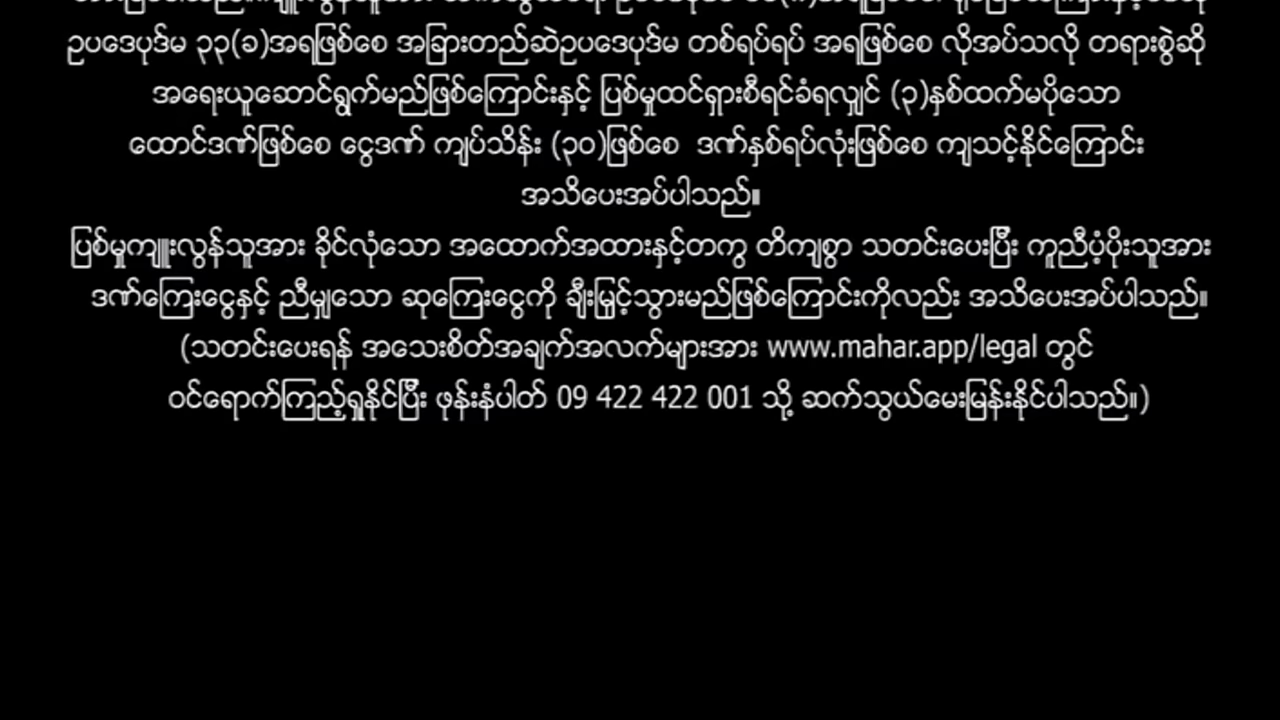 ဥပဒေပုဒ်မ ၃၃(ခ)အရဖြစ်စေ အခြားတည်ဆဲဥပဒေပုဒ်မ တစ်ရပ်ရပ် အရဖြစ်စေ လိုအပ်သလို တရားစွဲဆို
အရေးယူဆောင်ရွက်မည်ဖြစ်ကြောင်းနှင့် ပြစ်မှုထင်ရှားစီရင်ခံရလျှင် (၃)နှစ်ထက်မပိုသော
ထောင်ဒဏ်ဖြစ်စေ ငွေဒဏ် ကျပ်သိန်း (၃၀)ဖြစ်စေ ဒဏ်နှစ်ရပ်လုံးဖြစ်စေ ကျသင့်နိုင်ကြောင်း
အသိပေးအပ်ပါသည်။
ပြစ်မှုကျူးလွန်သူအား ခိုင်လုံသော အထောက်အထားနှင့်တကွ တိကျစွာ သတင်းပေးပြီး ကူညီပံ့ပိုးသူအား
ဒဏ်ကြေးငွေနှင့် ညီမျှသော ဆုကြေးငွေကို ချီးမြှင့်သွားမည်ဖြစ်ကြောင်းကိုလည်း အသိပေးအပ်ပါသည်။
(သတင်းပေးရန် အသေးစိတ်အချက်အလက်များအား www.mahar.app/legal တွင်
ဝင်ရောက်ကြည့်ရှုနိုင်ပြီး ဖုန်းနံပါတ် 09 422 422 001 သို့ ဆက်သွယ်မေးမြန်းနိုင်ပါသည်။)